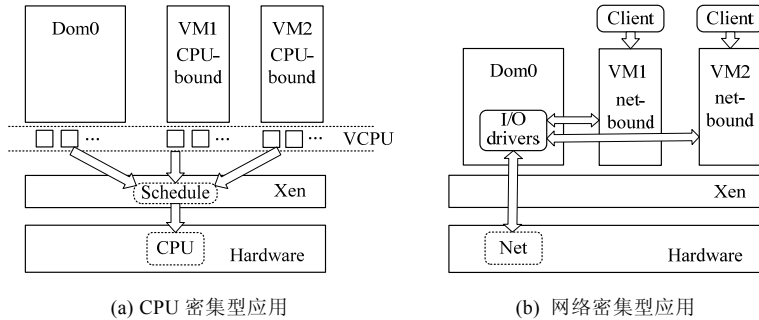 Dom0
VM1
CPU-
bound
VM2
CPU-
bound
... ... ... VCPU
Schedule
Xen
CPU
Hardware
(a) CPU 密集型应用
Client
Client
Dom0
VM1
net-
bound
VM2
net-
bound
I/O
drivers
Xen
Net
Hardware
(b) 网络密集型应用